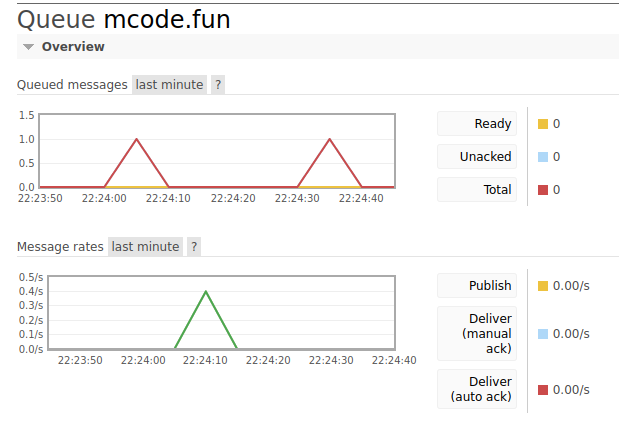 Queue mcode.fun
Overview
Queued messages last minute ?
1.5
1.0
0.5
0.0
22:23:50 22:24:00 22:24:10 22:24:20 22:24:30 22:24:40
Ready 0
Unacked 0
Total 0
Message rates last minute ?
0.5/s
0.4/s
0.3/s
0.2/s
0.1/s
0.0/s
22:23:50 22:24:00 22:24:10 22:24:20 22:24:30 22:24:40
Publish 0.00/s
Deliver
(manual 0.00/s
ack)
Deliver
(auto ack) 0.00/s